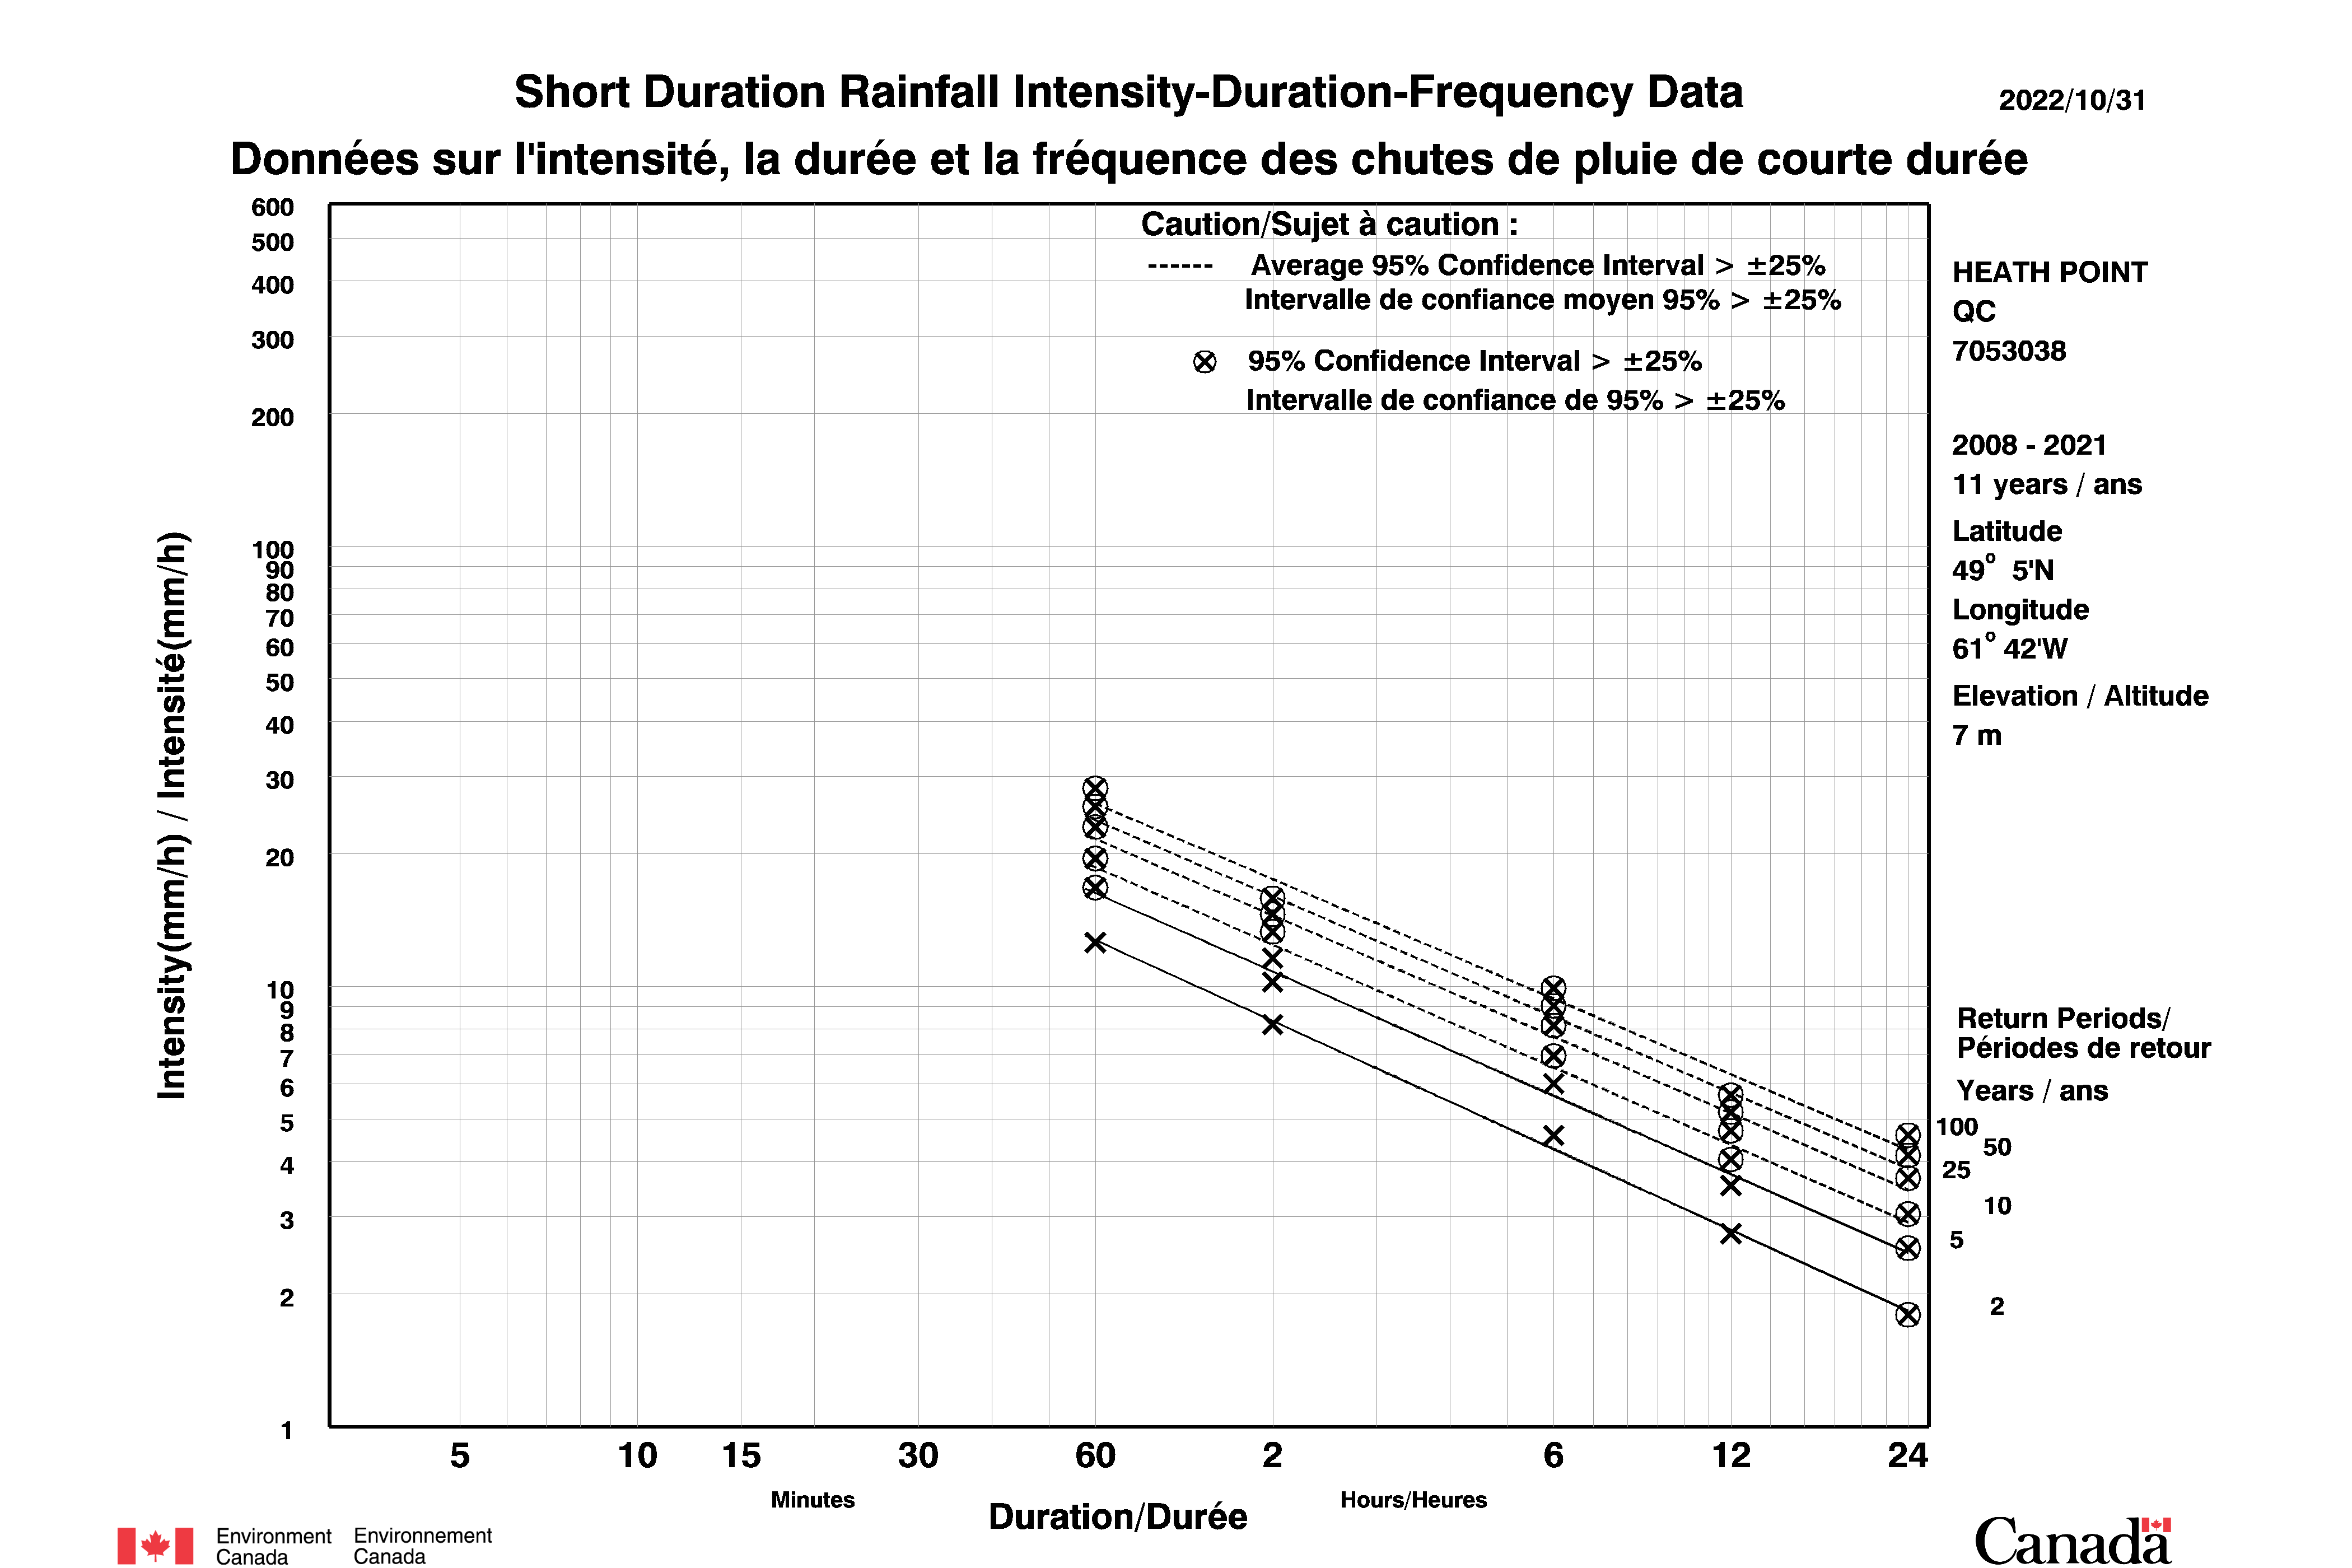 Short Duration Rainfall Intensity-Duration-Frequency Data
2022/10/31
Données sur l'intensité, la durée et la fréquence des chutes de pluie de courte durée
Caution/Sujet à caution :
Average 95% Confidence Interval > ±25%
Intervalle de confiance moyen 95% > ±25%
95% Confidence Interval > ±25%
Intervalle de confiance de 95% > ±25%
HEATH POINT
QC
7053038
2008 - 2021
11 years / ans
Latitude
49° 5'N
Longitude
61° 42'W
Elevation / Altitude
7 m
Return Periods/
Périodes de retour
Years / ans
100
50
25
10
5
2
Intensity(mm/h) / Intensité(mm/h)
600
500
400
300
200
100
90
80
70
60
50
40
30
20
10
9
8
7
6
5
4
3
2
1
5 10 15 30 60 2 6 12 24
Minutes
Hours/Heures
Duration/Durée
Environment
Canada
Environnement
Canada
Canada